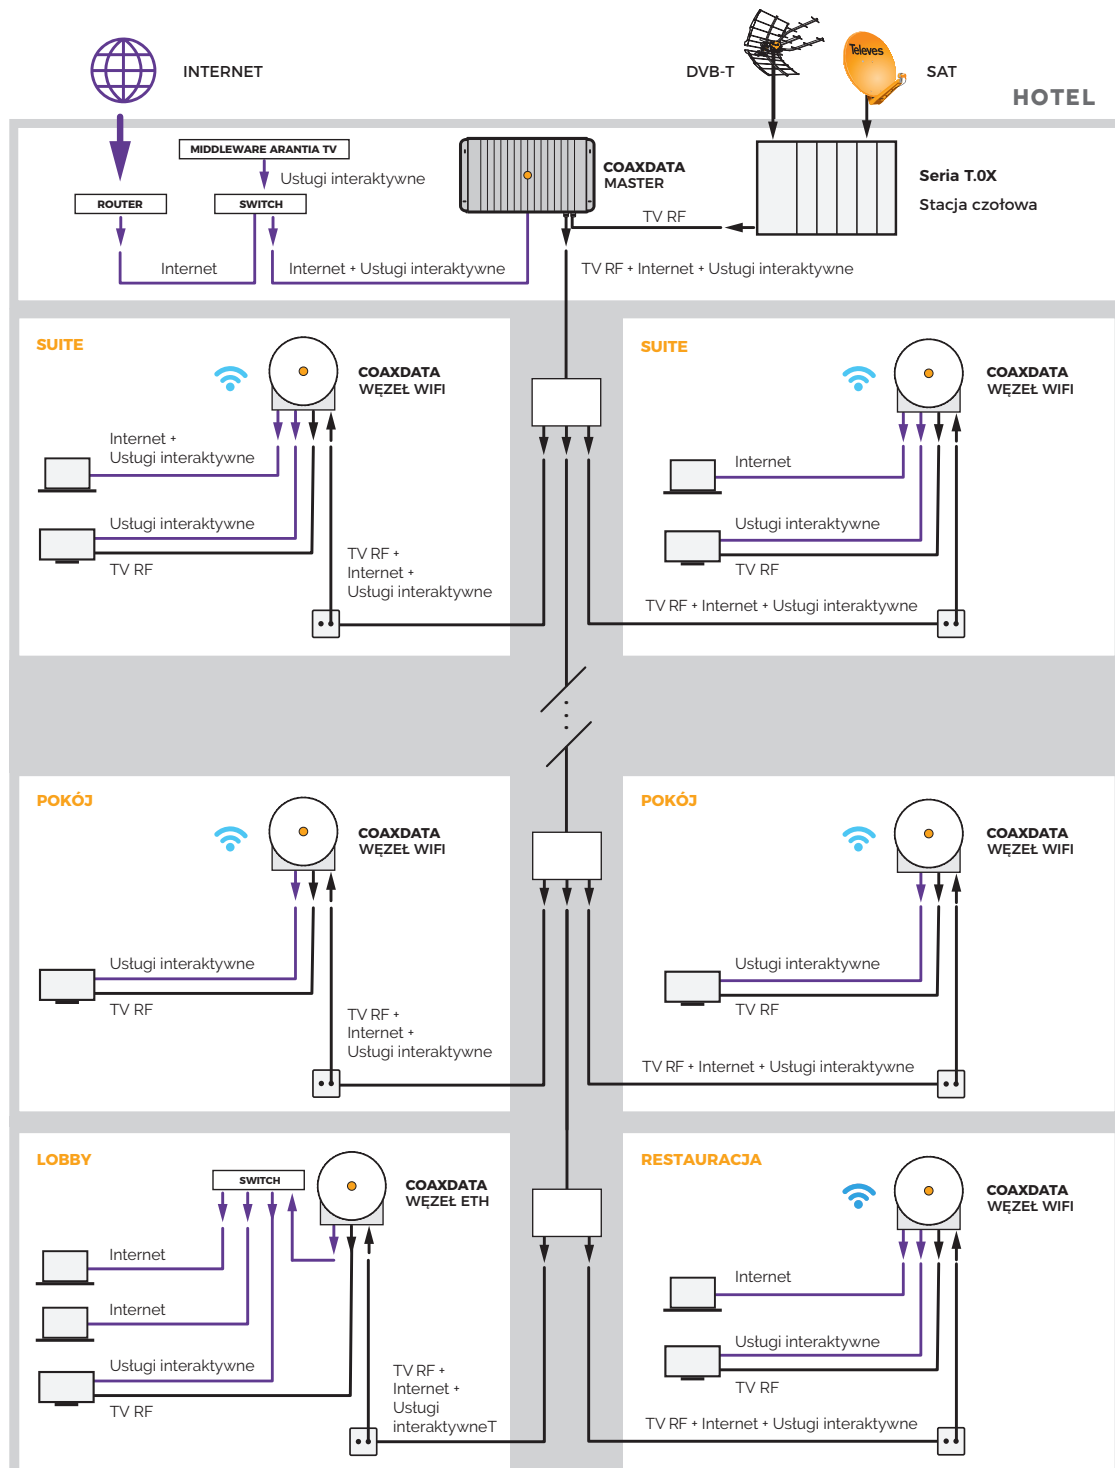 INTERNET
DVB-T
Televes
SAT
HOTEL
MIDDLEWARE ARANTIA TV
Usługi interaktywne
ROUTER
SWITCH
COAXDATA
MASTER
TV RF
Seria T.0X
Stacja czołowa
Internet
Internet + Usługi interaktywne
TV RF + Internet + Usługi interaktywne
SUITE
COAXDATA
WĘZEŁ WIFI
Internet +
Usługi interaktywne
Usługi interaktywne
TV RF
TV RF +
Internet +
Usługi interaktywne
SUITE
COAXDATA
WĘZEŁ WIFI
Internet
Usługi interaktywne
TV RF
TV RF + Internet + Usługi interaktywne
POKÓJ
COAXDATA
WĘZEŁ WIFI
Usługi interaktywne
TV RF
TV RF +
Internet +
Usługi interaktywne
POKÓJ
COAXDATA
WĘZEŁ WIFI
Usługi interaktywne
TV RF
TV RF + Internet + Usługi interaktywne
LOBBY
SWITCH
COAXDATA
WĘZEŁ ETH
Internet
Internet
Usługi interaktywne
TV RF
TV RF +
Internet +
Usługi
interaktywneT
RESTAURACJA
COAXDATA
WĘZEŁ WIFI
Internet
Usługi interaktywne
TV RF
TV RF + Internet + Usługi interaktywne